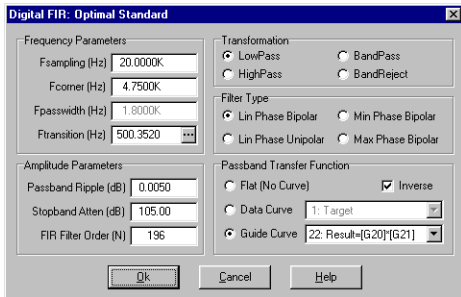 Digital FIR: Optimal Standard
Frequency Parameters
Fsampling (Hz) 20.0000K
Fcorner (Hz) 4.7500K
Fpasswidth (Hz) 1.8000K
Ftransition (Hz) 500.3520 ...
Amplitude Parameters
Passband Ripple (dB) 0.0050
Stopband Atten (dB) 105.00
FIR Filter Order (N) 196
Transformation
LowPass BandPass
HighPass BandReject
Filter Type
Lin Phase Bipolar Min Phase Bipolar
Lin Phase Unipolar Max Phase Bipolar
Passband Transfer Function
Flat (No Curve) Inverse
Data Curve 1: Target
Guide Curve 22: Result=[G20]*[G21]
Ok Cancel Help